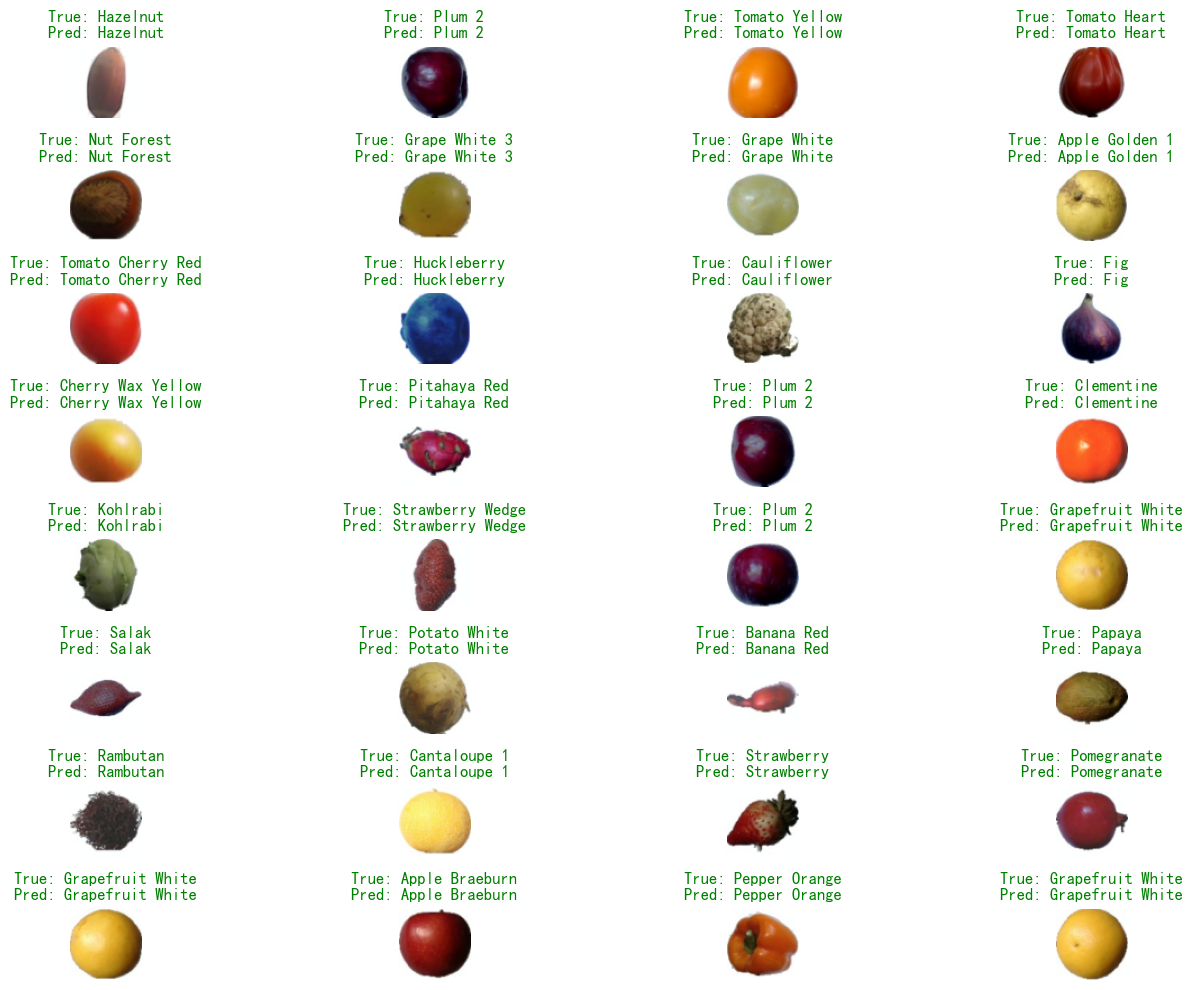 True: Hazelnut
Pred: Hazelnut
True: Plum 2
Pred: Plum 2
True: Tomato Yellow
Pred: Tomato Yellow
True: Tomato Heart
Pred: Tomato Heart
True: Nut Forest
Pred: Nut Forest
True: Grape White 3
Pred: Grape White 3
True: Grape White
Pred: Grape White
True: Apple Golden 1
Pred: Apple Golden 1
True: Tomato Cherry Red
Pred: Tomato Cherry Red
True: Huckleberry
Pred: Huckleberry
True: Cauliflower
Pred: Cauliflower
True: Fig
Pred: Fig
True: Cherry Wax Yellow
Pred: Cherry Wax Yellow
True: Pitahaya Red
Pred: Pitahaya Red
True: Plum 2
Pred: Plum 2
True: Clementine
Pred: Clementine
True: Kohlrabi
Pred: Kohlrabi
True: Strawberry Wedge
Pred: Strawberry Wedge
True: Plum 2
Pred: Plum 2
True: Grapefruit White
Pred: Grapefruit White
True: Salak
Pred: Salak
True: Potato White
Pred: Potato White
True: Banana Red
Pred: Banana Red
True: Papaya
Pred: Papaya
True: Rambutan
Pred: Rambutan
True: Cantaloupe 1
Pred: Cantaloupe 1
True: Strawberry
Pred: Strawberry
True: Pomegranate
Pred: Pomegranate
True: Grapefruit White
Pred: Grapefruit White
True: Apple Braeburn
Pred: Apple Braeburn
True: Pepper Orange
Pred: Pepper Orange
True: Grapefruit White
Pred: Grapefruit White